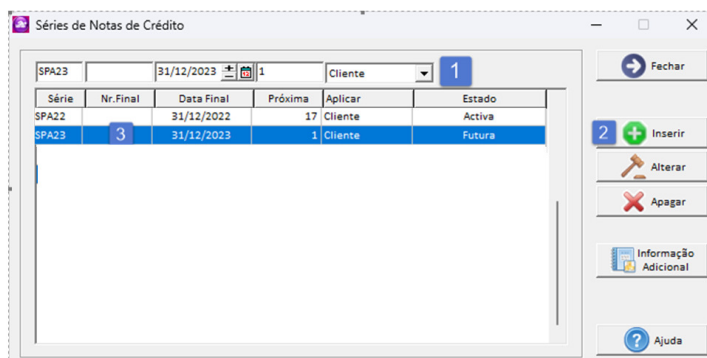 Séries de Notas de Crédito
SPA23 31/12/2023 1 Cliente 1
Fechar
Série Nr.Final Data Final Próxima Aplicar Estado
SPA22 31/12/2022 17 Cliente Activa
SPA23 3 31/12/2023 1 Cliente Futura
2 Inserir
Alterar
Apagar
Informação
Adicional
Ajuda